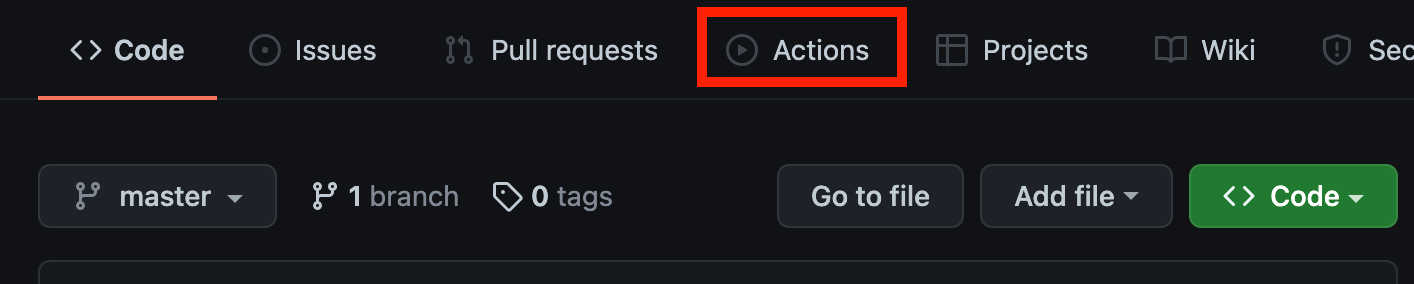 Code Issues Pull requests Actions Projects Wiki Sec
master 1 branch 0 tags Go to file Add file Code